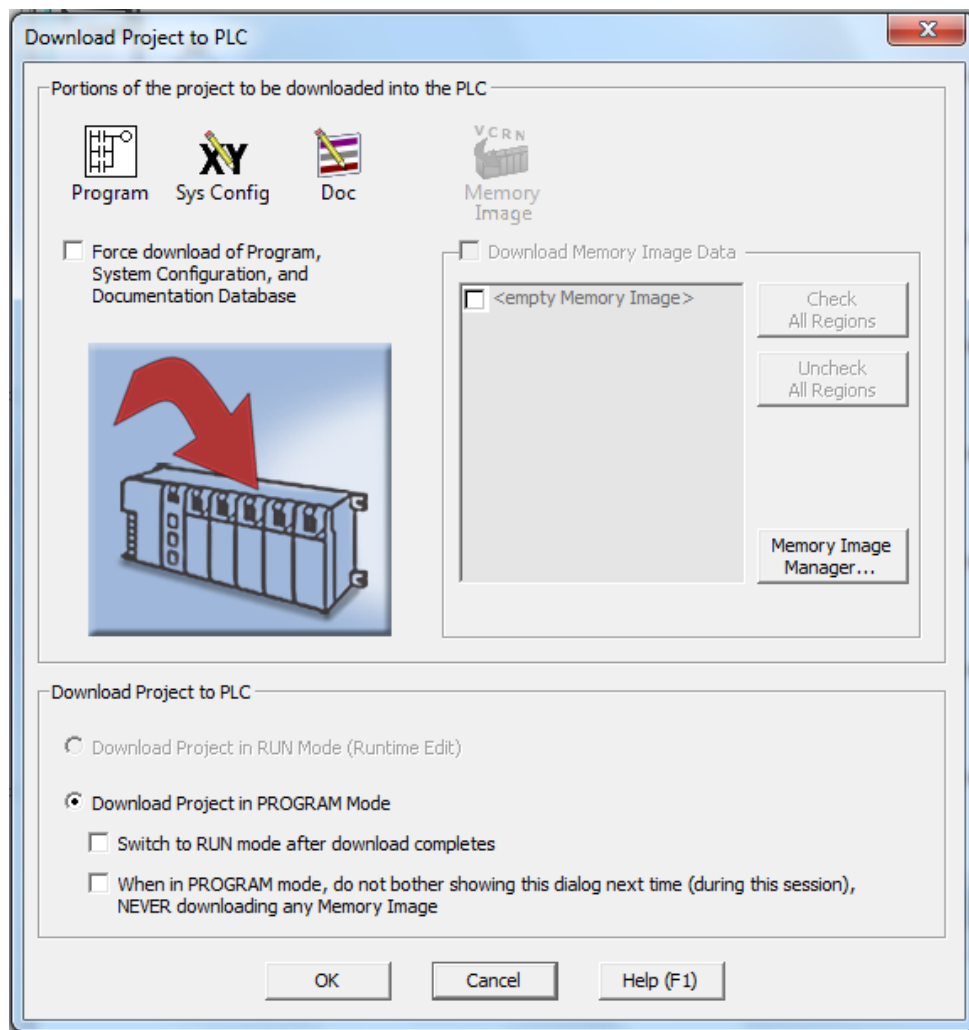 Download Project to PLC
Portions of the project to be downloaded into the PLC
Program
Sys Config
Doc
VCRN
Memory
Image
Force download of Program,
System Configuration, and
Documentation Database
Download Memory Image Data
<empty Memory Image>
Check
All Regions
Uncheck
All Regions
Memory Image
Manager...
Download Project to PLC
Download Project in RUN Mode (Runtime Edit)
Download Project in PROGRAM Mode
Switch to RUN mode after download completes
When in PROGRAM mode, do not bother showing this dialog next time (during this session),
NEVER downloading any Memory Image
OK
Cancel
Help (F1)